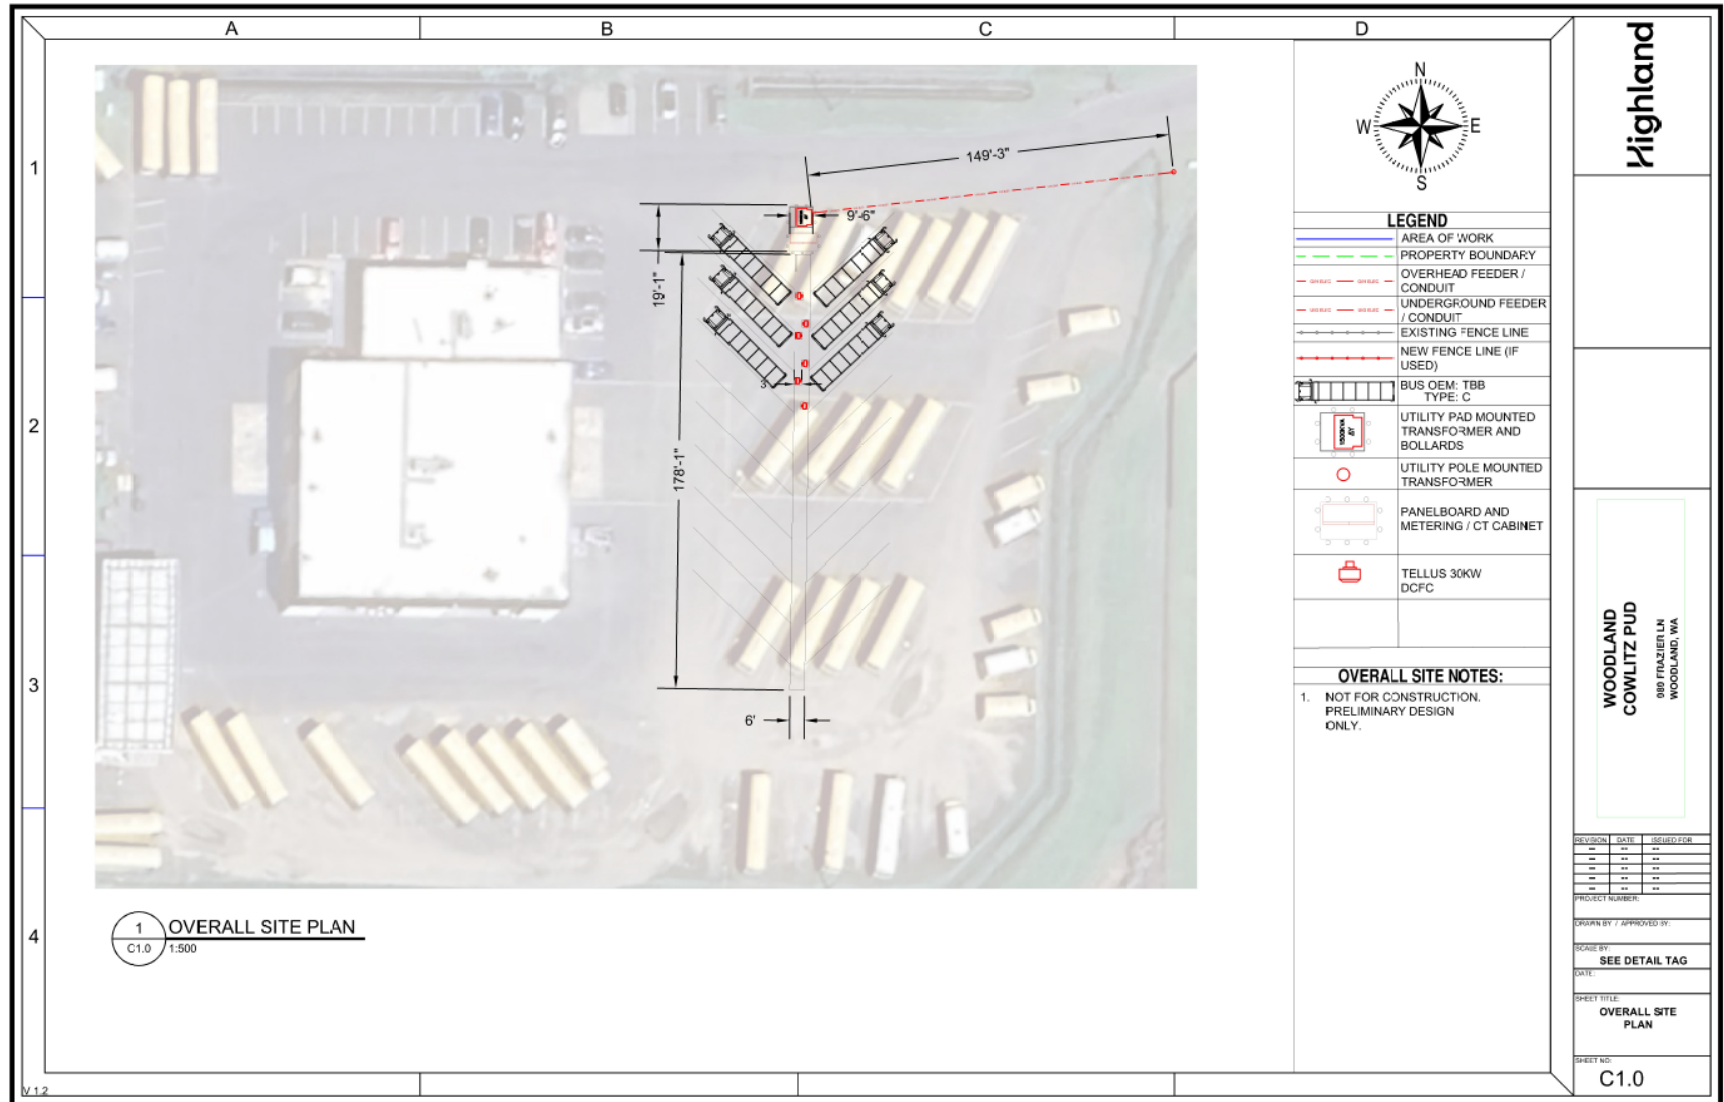 A
B
C
D
1
2
3
4
149'-3"
9'-6"
19'-1"
3'
178'-1"
6'
1
C1.0
OVERALL SITE PLAN
1:500
V 1.2
N
W
E
S
LEGEND
AREA OF WORK
PROPERTY BOUNDARY
OVERHEAD FEEDER /
CONDUIT
UNDERGROUND FEEDER
/ CONDUIT
EXISTING FENCE LINE
NEW FENCE LINE (IF
USED)
BUS OEM: TBB
TYPE: C
1500KVA
ΔY
UTILITY PAD MOUNTED
TRANSFORMER AND
BOLLARDS
UTILITY POLE MOUNTED
TRANSFORMER
PANELBOARD AND
METERING / CT CABINET
TELLUS 30KW
DCFC
OVERALL SITE NOTES:
1. NOT FOR CONSTRUCTION.
PRELIMINARY DESIGN
ONLY.
Highland
WOODLAND
COWLITZ PUD
989 FRAZIER LN
WOODLAND, WA
REVISION DATE ISSUED FOR
-- -- --
-- -- --
-- -- --
-- -- --
-- -- --
PROJECT NUMBER:
DRAWN BY / APPROVED BY:
SCALE BY:
SEE DETAIL TAG
DATE:
SHEET TITLE:
OVERALL SITE
PLAN
SHEET NO:
C1.0